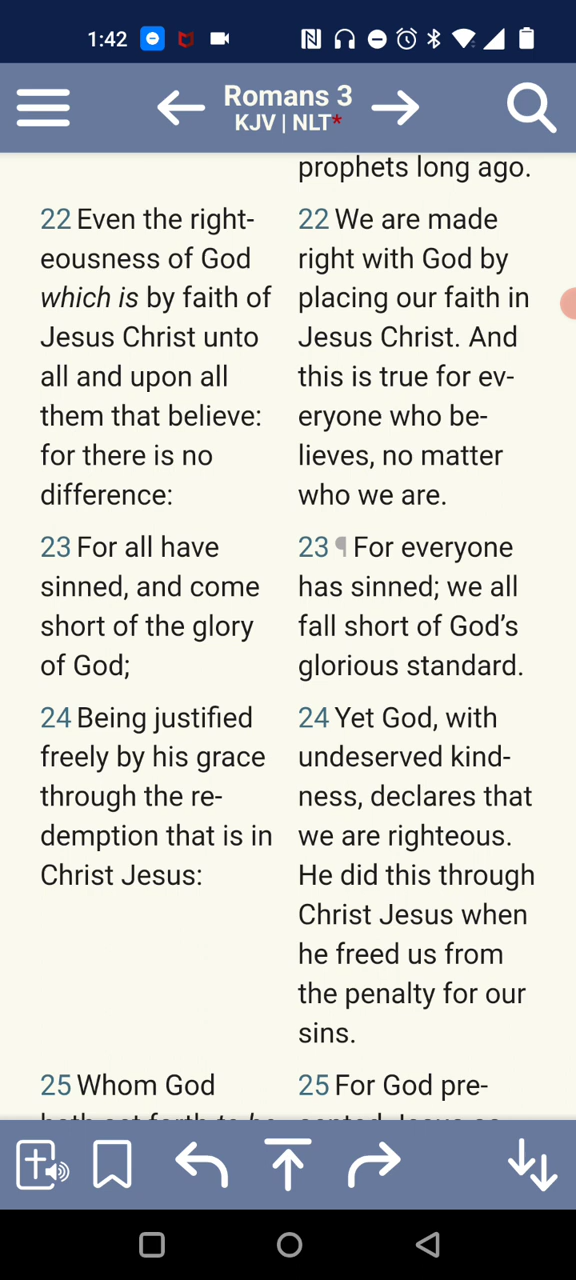 1:42
Romans 3
KJV | NLT*
prophets long ago.
22 Even the right-
eousness of God
which is by faith of
Jesus Christ unto
all and upon all
them that believe:
for there is no
difference:
22 We are made
right with God by
placing our faith in
Jesus Christ. And
this is true for ev-
eryone who be-
lieves, no matter
who we are.
23 For all have
sinned, and come
short of the glory
of God;
23 ¶ For everyone
has sinned; we all
fall short of God’s
glorious standard.
24 Being justified
freely by his grace
through the re-
demption that is in
Christ Jesus:
24 Yet God, with
undeserved kind-
ness, declares that
we are righteous.
He did this through
Christ Jesus when
he freed us from
the penalty for our
sins.
25 Whom God
25 For God pre-